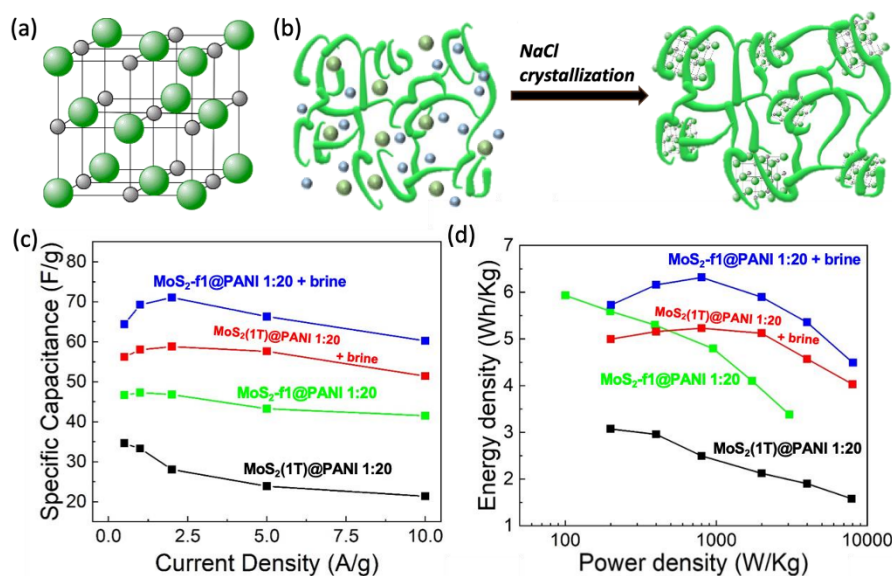 (a)
(b)
NaCl
crystallization
(c)
Specific Capacitance (F/g)
100
90
80
70
60
50
40
30
20
MoS₂-f1@PANI 1:20 + brine
MoS₂(1T)@PANI 1:20
+ brine
MoS₂-f1@PANI 1:20
MoS₂(1T)@PANI 1:20
0.0 2.5 5.0 7.5 10.0
Current Density (A/g)
(d)
Energy density (Wh/Kg)
7
6
5
4
3
2
1
MoS₂-f1@PANI 1:20 + brine
MoS₂(1T)@PANI 1:20
+ brine
MoS₂-f1@PANI 1:20
MoS₂(1T)@PANI 1:20
100 1000 10000
Power density (W/Kg)